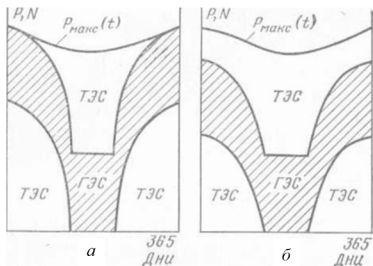 P, N
Pмакс(t)
ТЭС
ГЭС
ТЭС
ТЭС
а
365
Дни
Pмакс(t)
ТЭС
ГЭС
ТЭС
ТЭС
б
365
Дни